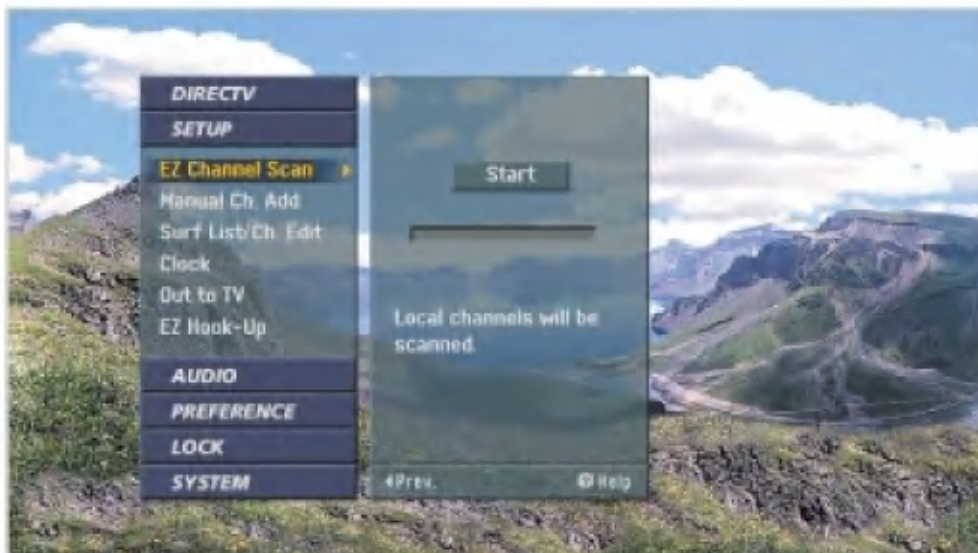 DIRECTV
SETUP
EZ Channel Scan
Manual Ch. Add
Surf List/Ch. Edit
Clock
Out to TV
EZ Hook-Up
AUDIO
PREFERENCE
LOCK
SYSTEM
Start
Local channels will be
scanned.
Prev.
Help